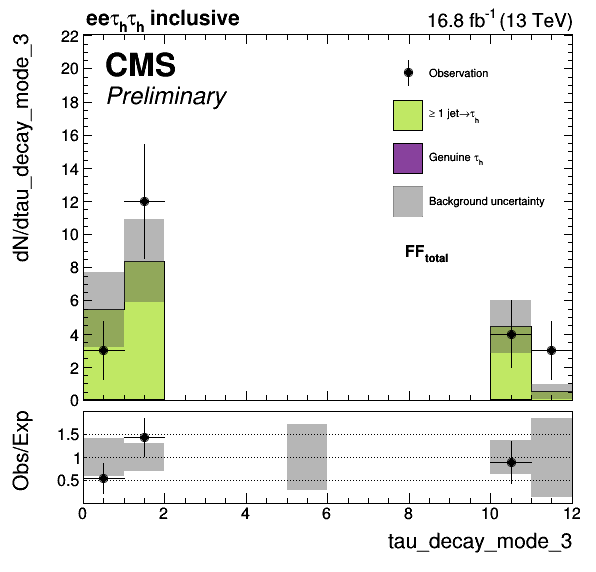 eeτhτh inclusive
16.8 fb-1 (13 TeV)
dN/dtau_decay_mode_3
22
20
18
16
14
12
10
8
6
4
2
0
CMS
Preliminary
Observation
≥ 1 jet→τh
Genuine τh
Background uncertainty
FFtotal
Obs/Exp
1.5
1
0.5
0 2 4 6 8 10 12
tau_decay_mode_3